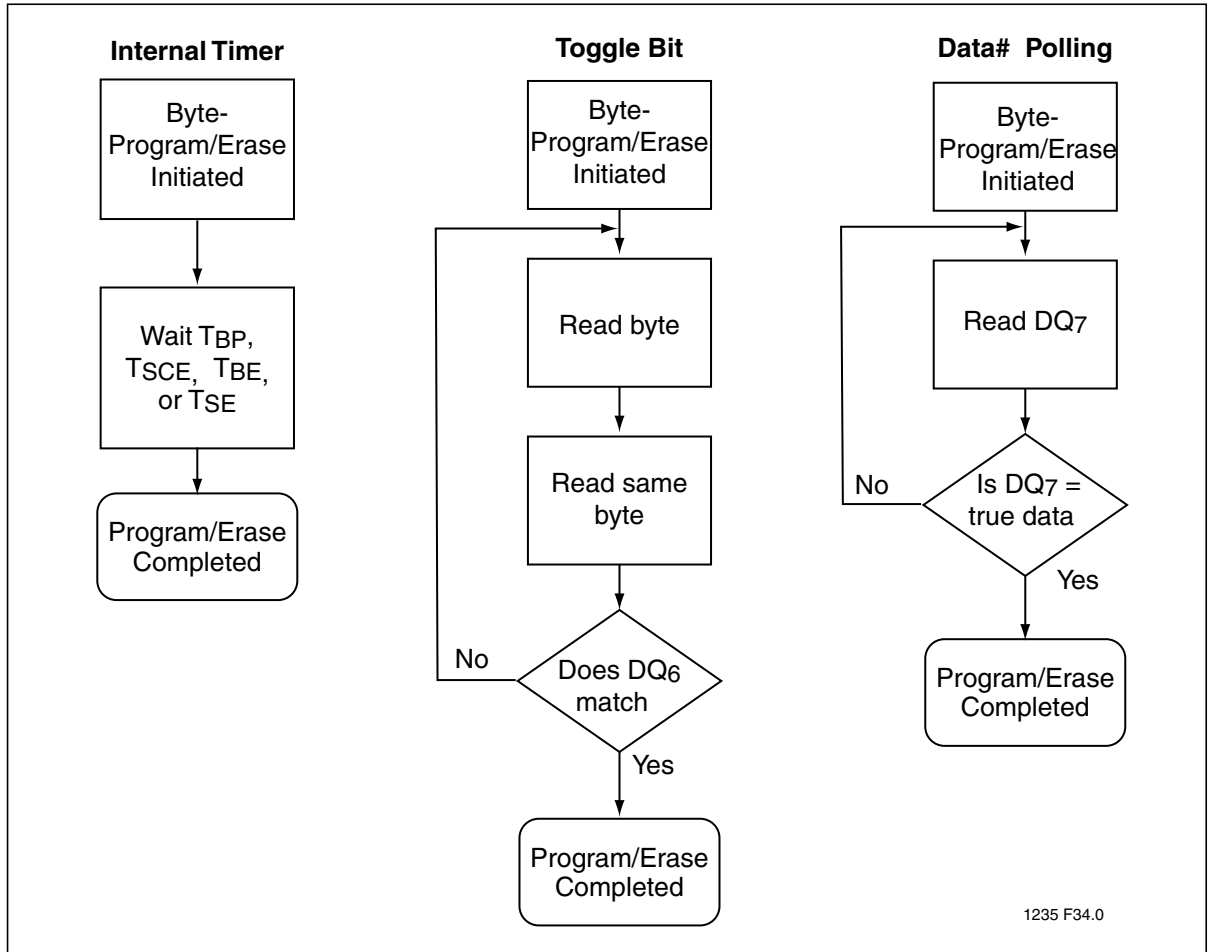 Internal Timer
Byte-
Program/Erase
Initiated
Wait TBP,
TSCE, TBE,
or TSE
Program/Erase
Completed
Toggle Bit
Byte-
Program/Erase
Initiated
Read byte
Read same
byte
Does DQ6
match
No
Yes
Program/Erase
Completed
Data# Polling
Byte-
Program/Erase
Initiated
Read DQ7
Is DQ7 =
true data
No
Yes
Program/Erase
Completed
1235 F34.0